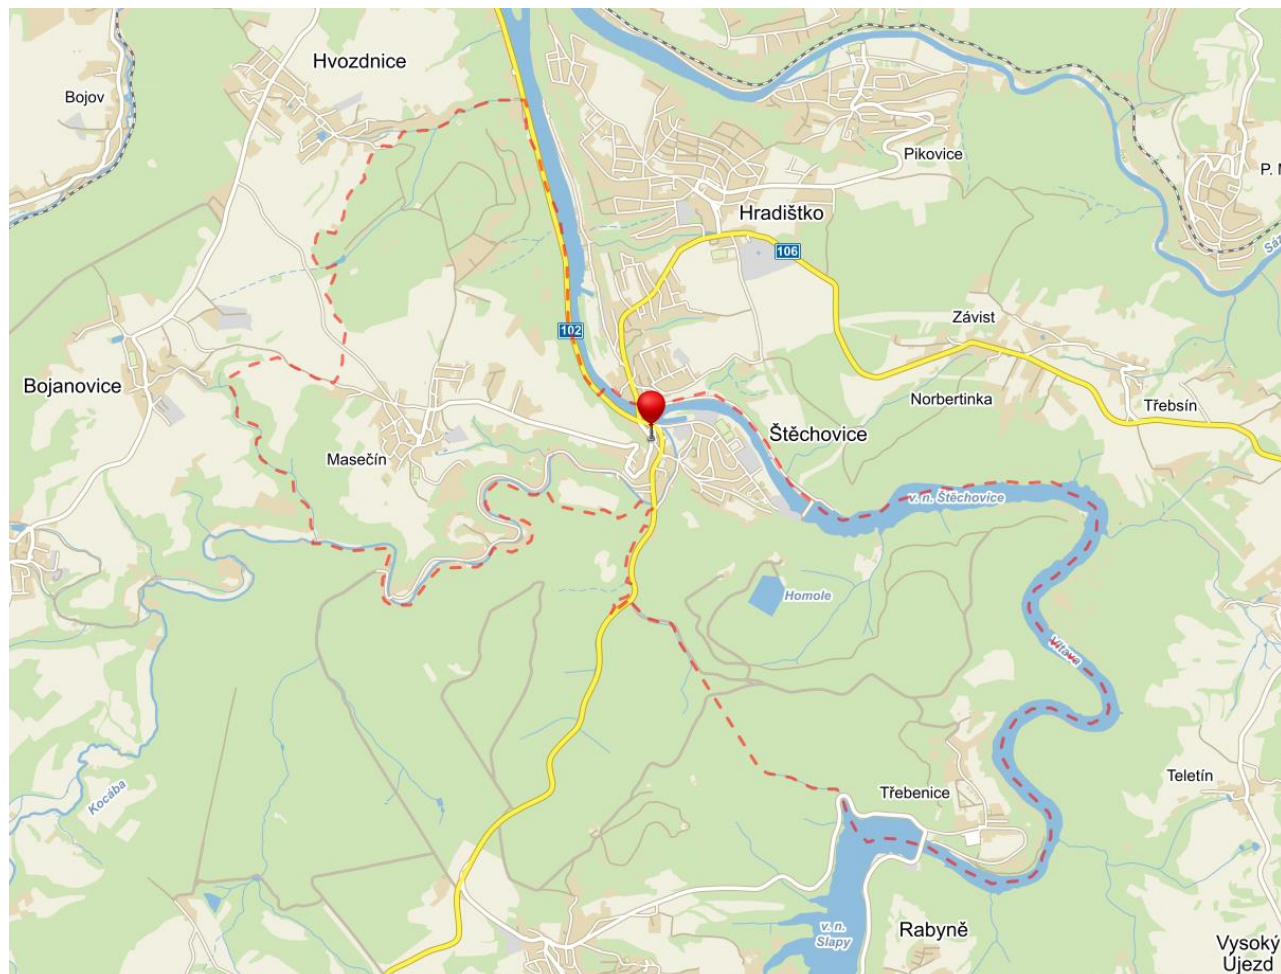 Hvozdnice
Bojov
Pikovice
P.
Hradištko
106
Sáz
102
Závist
Bojanovice
Norbertinka
Třebsín
Štěchovice
Masečín
v. n. Štěchovice
Homole
Vltava
Teletín
Kocába
Třebenice
v. n.
Slapy
Rabyně
Vysoký
Újezd